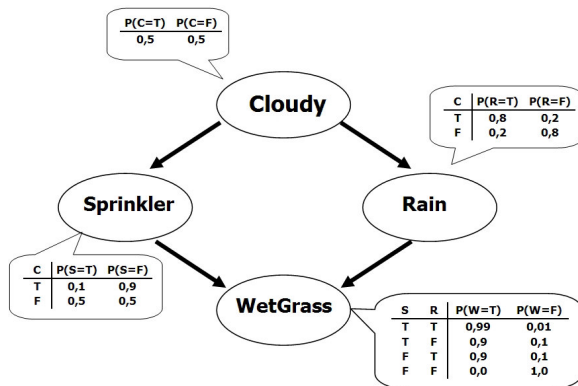 P(C=T) P(C=F)
0,5 0,5
Cloudy
C P(R=T) P(R=F)
T 0,8 0,2
F 0,2 0,8
Sprinkler
Rain
C P(S=T) P(S=F)
T 0,1 0,9
F 0,5 0,5
WetGrass
S R P(W=T) P(W=F)
T T 0,99 0,01
T F 0,9 0,1
F T 0,9 0,1
F F 0,0 1,0